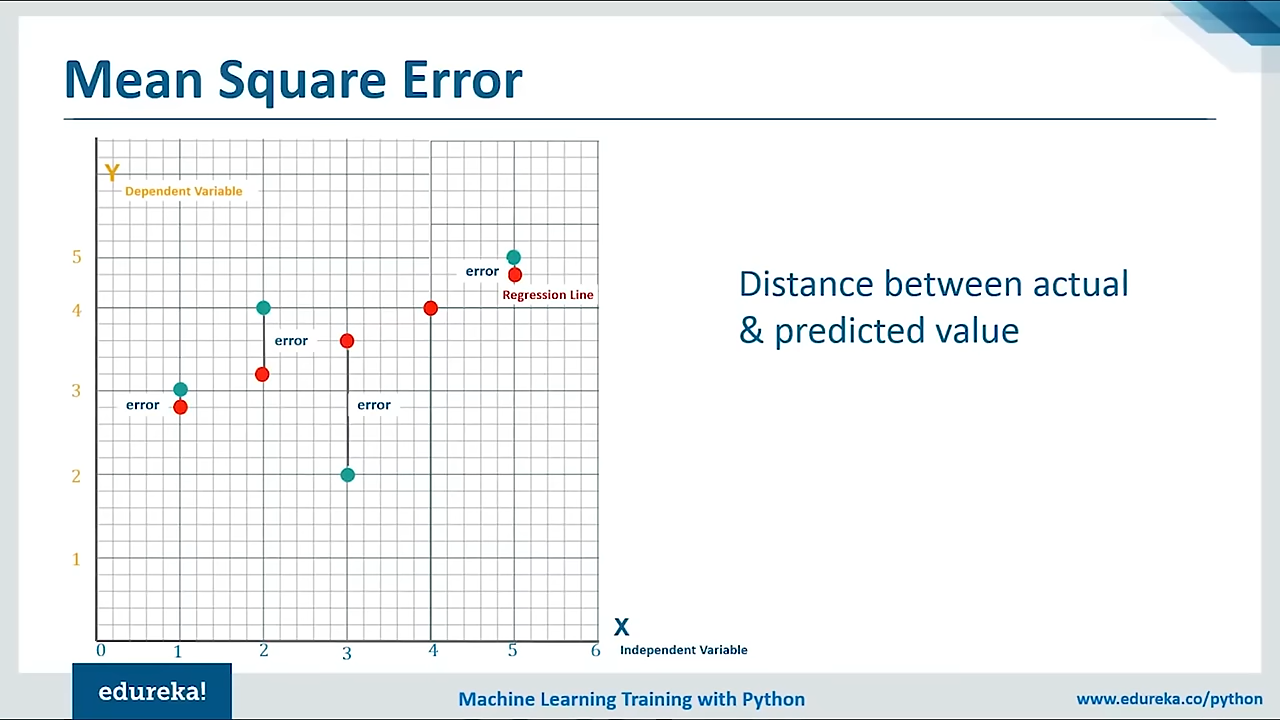 Mean Square Error
Y
Dependent Variable
5
error
Regression Line
Distance between actual
& predicted value
4
error
3
error
error
2
1
X
0 1 2 3 4 5 6
Independent Variable
edureka!
Machine Learning Training with Python
www.edureka.co/python